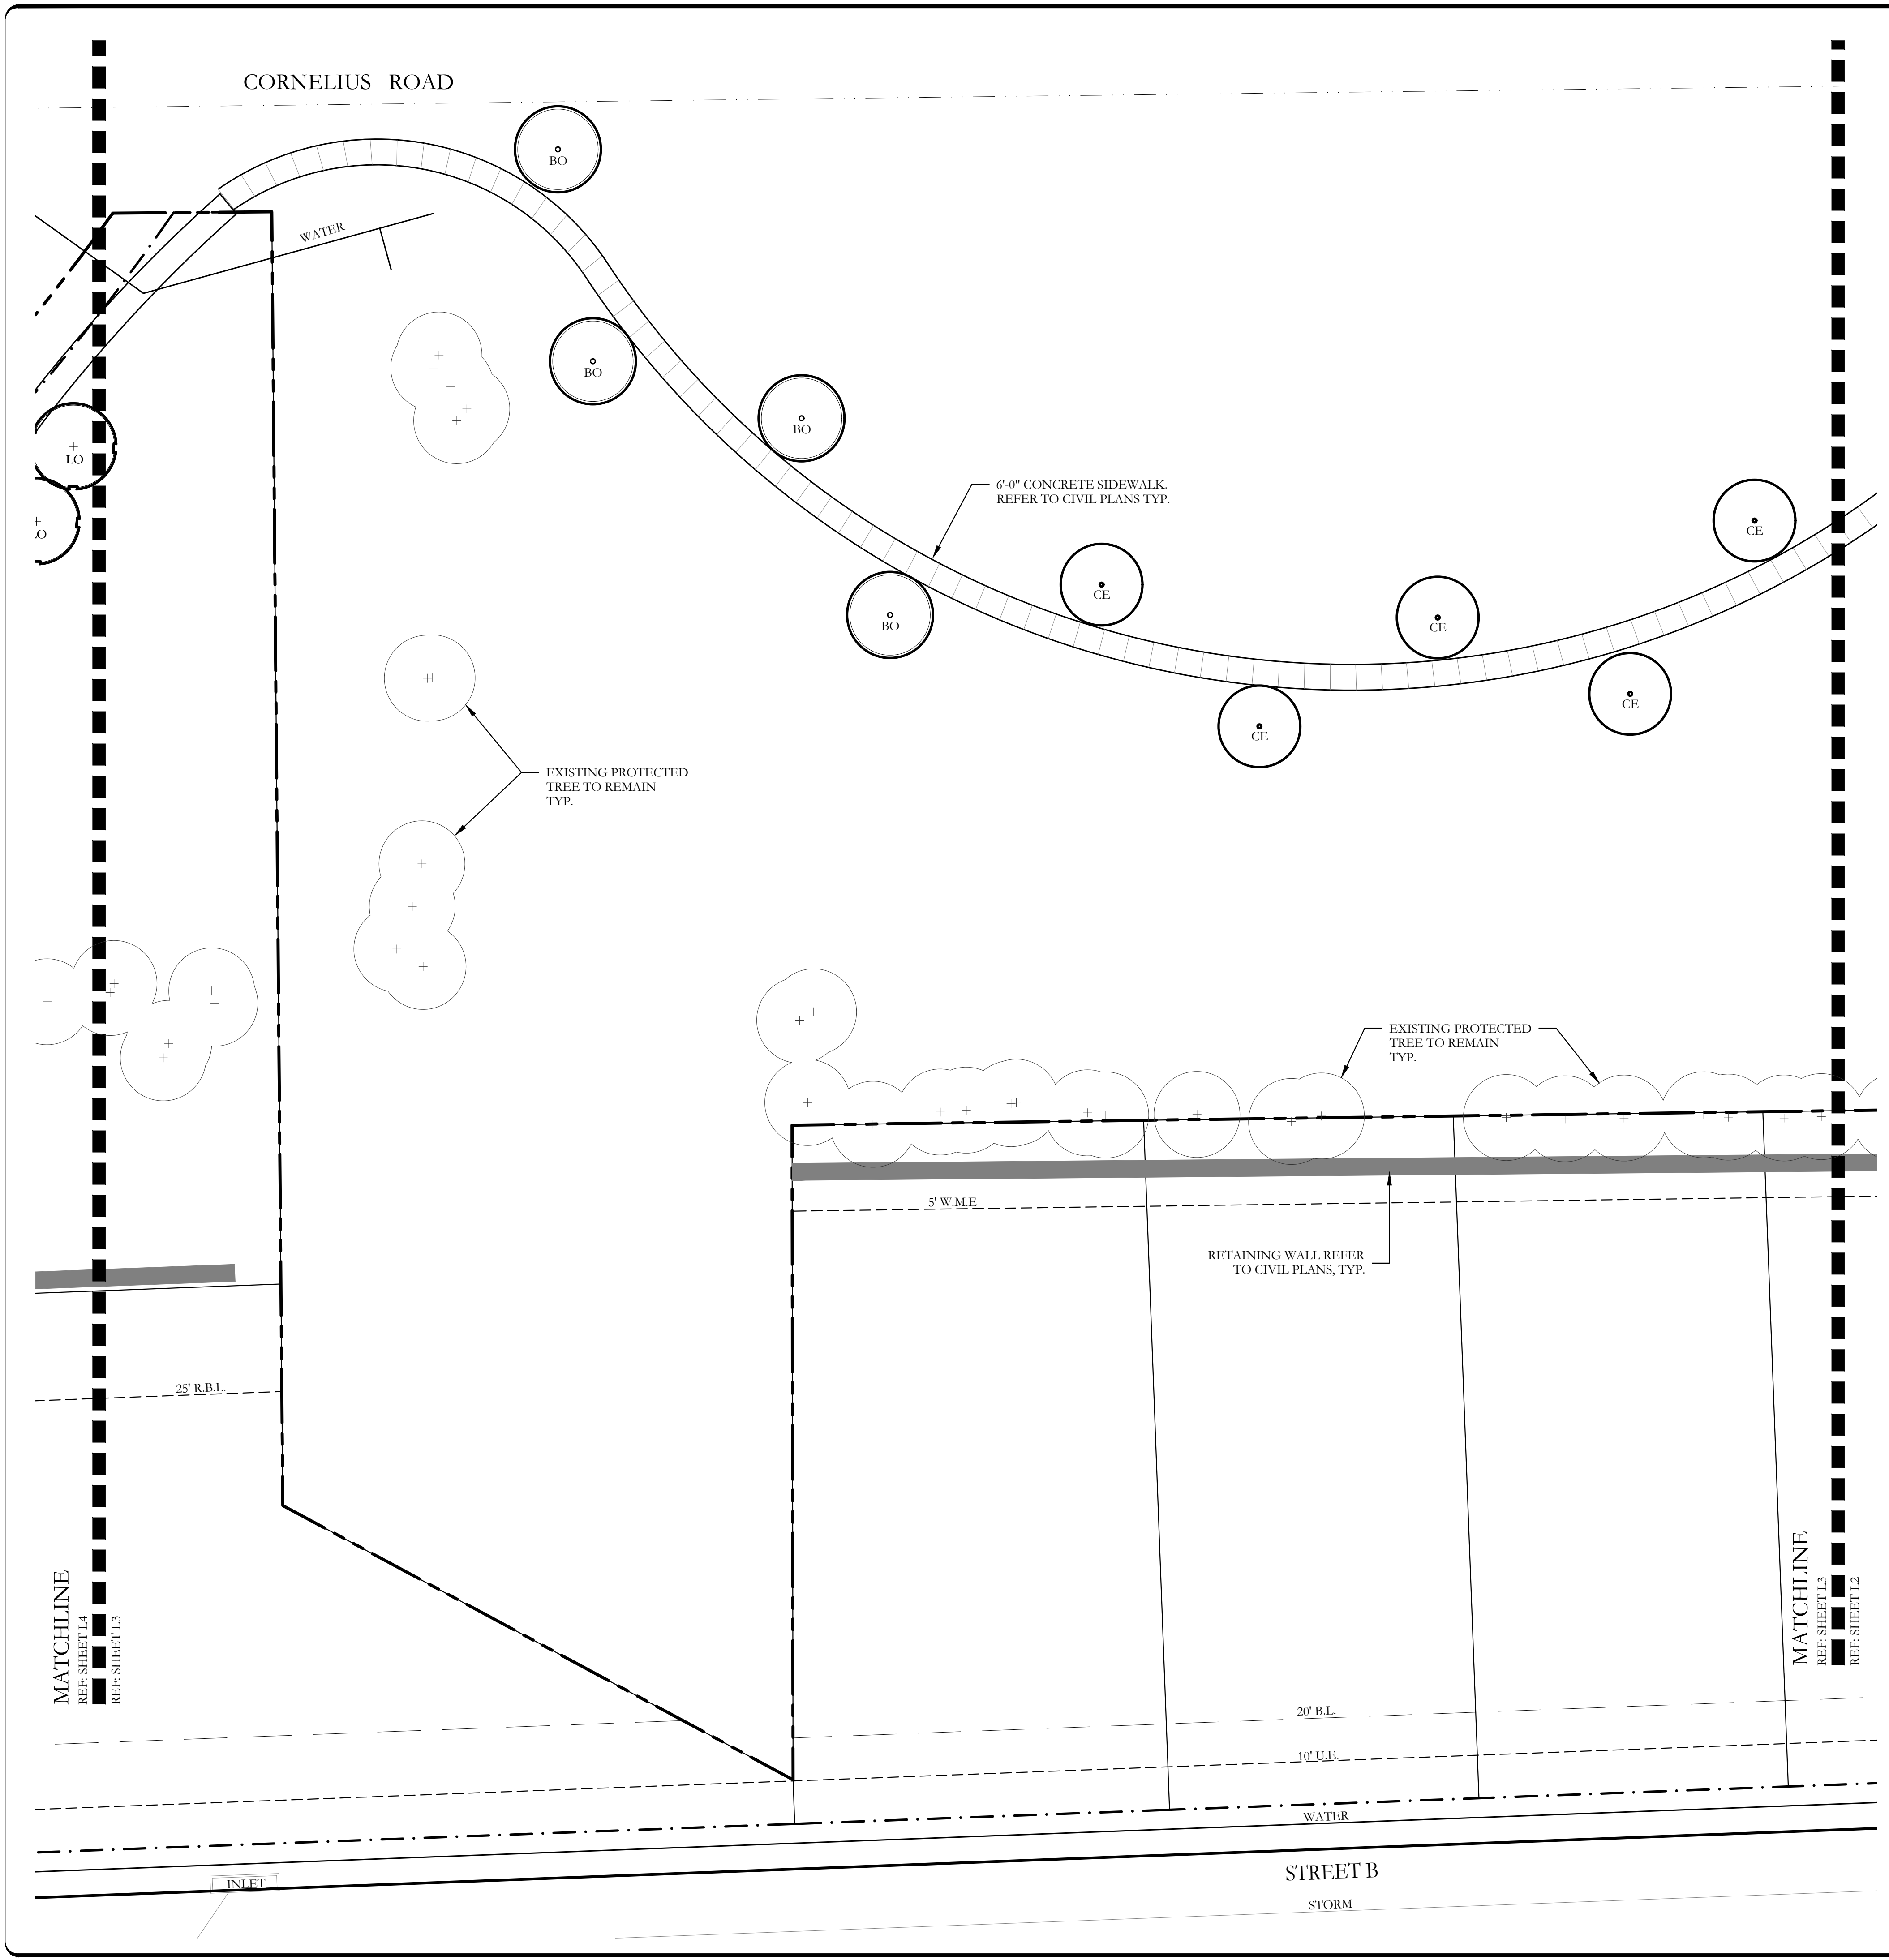 CORNELIUS ROAD
BO
WATER
BO
BO
LO
6'-0" CONCRETE SIDEWALK.
REFER TO CIVIL PLANS TYP.
CE
LO
CE
BO
CE
CE
CE
EXISTING PROTECTED
TREE TO REMAIN
TYP.
EXISTING PROTECTED
TREE TO REMAIN
TYP.
5' W.M.E
RETAINING WALL REFER
TO CIVIL PLANS, TYP.
25' R.B.L.
MATCHLINE
REF: SHEET L4
REF: SHEET L3
MATCHLINE
REF: SHEET L3
REF: SHEET L2
20' B.L.
10' U.E.
WATER
STREET B
INLET
STORM